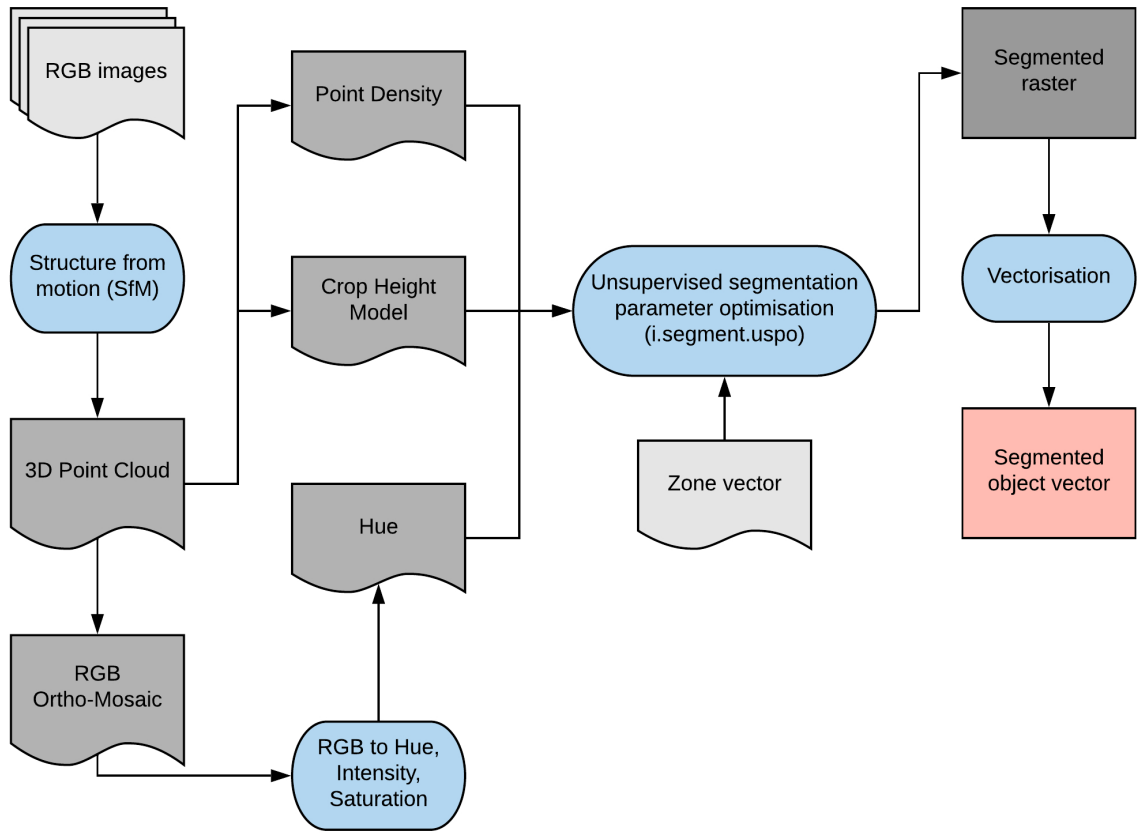 RGB images
Structure from
motion (SfM)
3D Point Cloud
RGB
Ortho-Mosaic
RGB to Hue,
Intensity,
Saturation
Point Density
Crop Height
Model
Hue
Unsupervised segmentation
parameter optimisation
(i.segment.uspo)
Zone vector
Segmented
raster
Vectorisation
Segmented
object vector